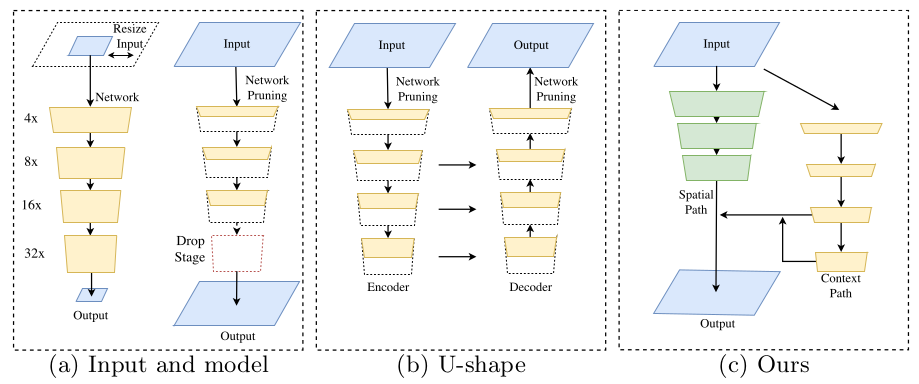 Resize
Input
Network
4x
8x
16x
32x
Output
Input
Network
Pruning
Drop
Stage
Output
(a) Input and model
Input
Network
Pruning
Encoder
Output
Network
Pruning
Decoder
(b) U-shape
Input
Spatial
Path
Context
Path
Output
(c) Ours